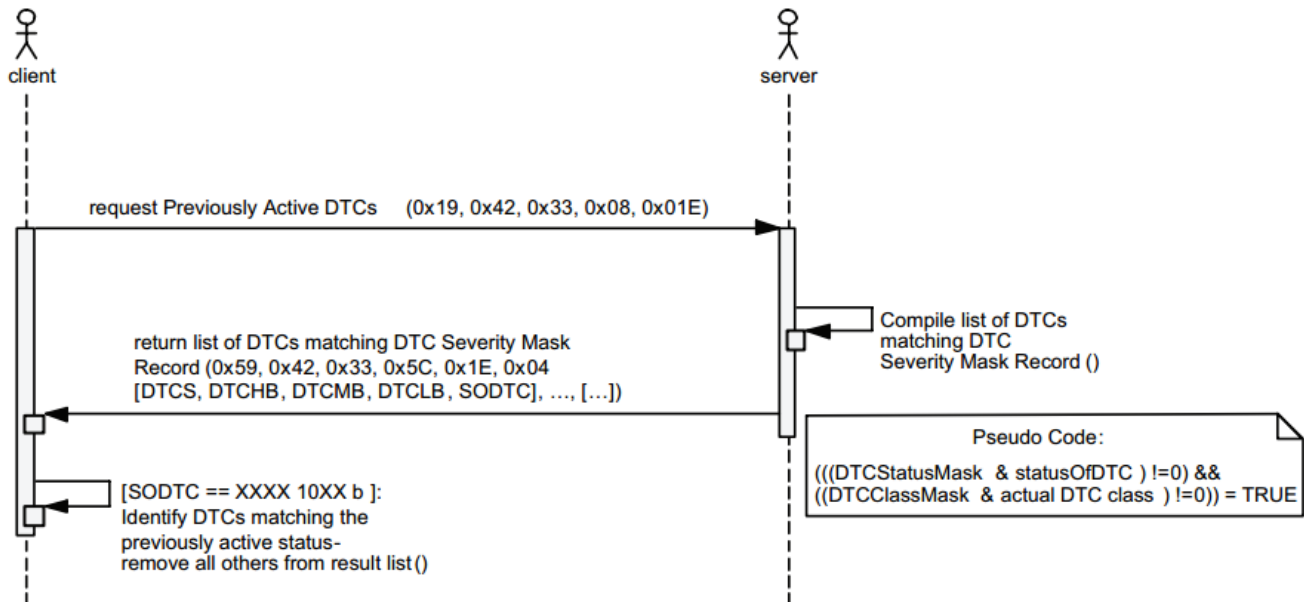 client
server
request Previously Active DTCs (0x19, 0x42, 0x33, 0x08, 0x01E)
Compile list of DTCs
matching DTC
Severity Mask Record ()
return list of DTCs matching DTC Severity Mask
Record (0x59, 0x42, 0x33, 0x5C, 0x1E, 0x04
[DTCS, DTCHB, DTCMB, DTCLB, SODTC], …, […])
Pseudo Code:
(((DTCStatusMask & statusOfDTC ) !=0) &&
((DTCClassMask & actual DTC class ) !=0)) = TRUE
[SODTC == XXXX 10XX b ]:
Identify DTCs matching the
previously active status-
remove all others from result list()